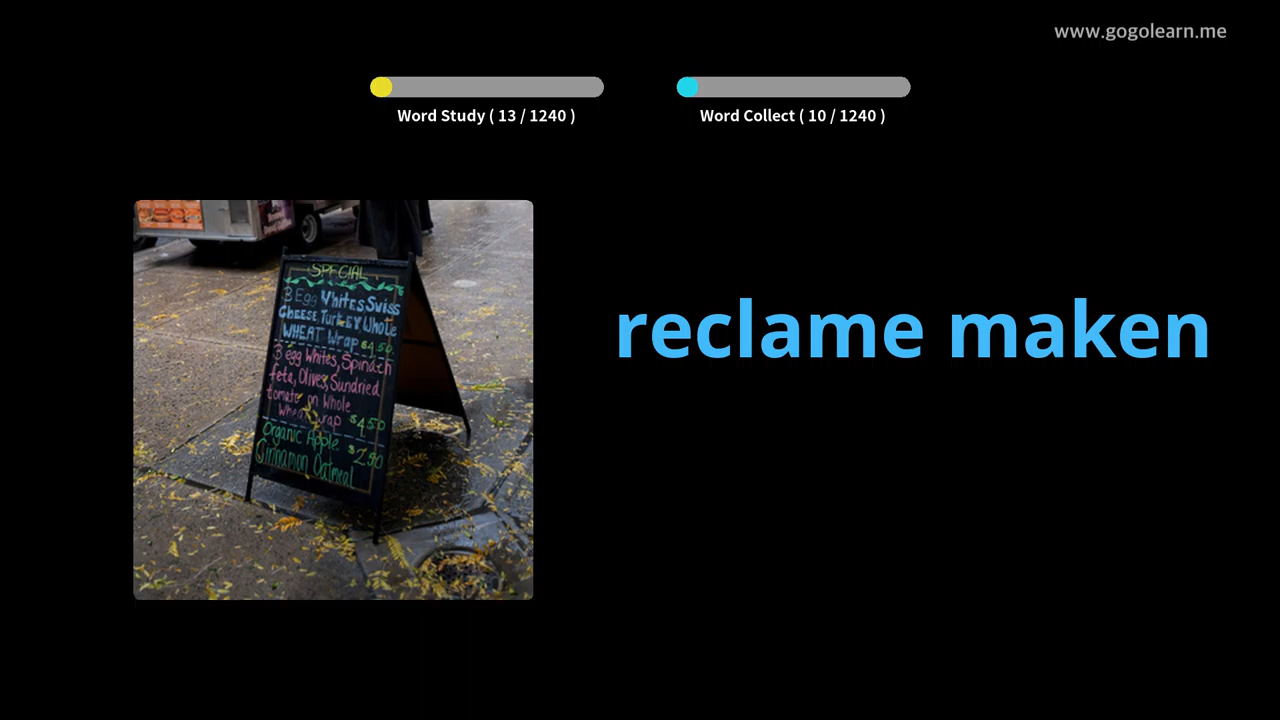 www.gogolearn.me
Word Study ( 13 / 1240 )
Word Collect ( 10 / 1240 )
SPECIAL
3 Egg Whites, Swiss
Cheese, Turkey Whole
WHEAT Wrap $4.50
3 egg Whites, Spinach
feta, Olives, Sundried
tomato on Whole
Wheat Wrap $4.50
Organic Apple
Cinnamon Oatmeal $2.50
reclame maken